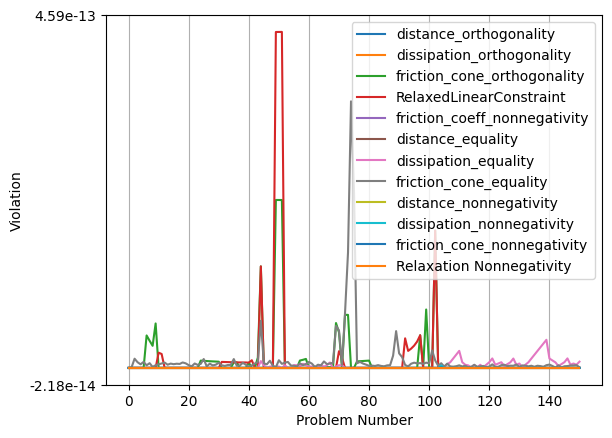 4.59e-13
distance_orthogonality
dissipation_orthogonality
friction_cone_orthogonality
RelaxedLinearConstraint
friction_coeff_nonnegativity
distance_equality
dissipation_equality
friction_cone_equality
distance_nonnegativity
dissipation_nonnegativity
friction_cone_nonnegativity
Relaxation Nonnegativity
Violation
-2.18e-14
0 20 40 60 80 100 120 140
Problem Number